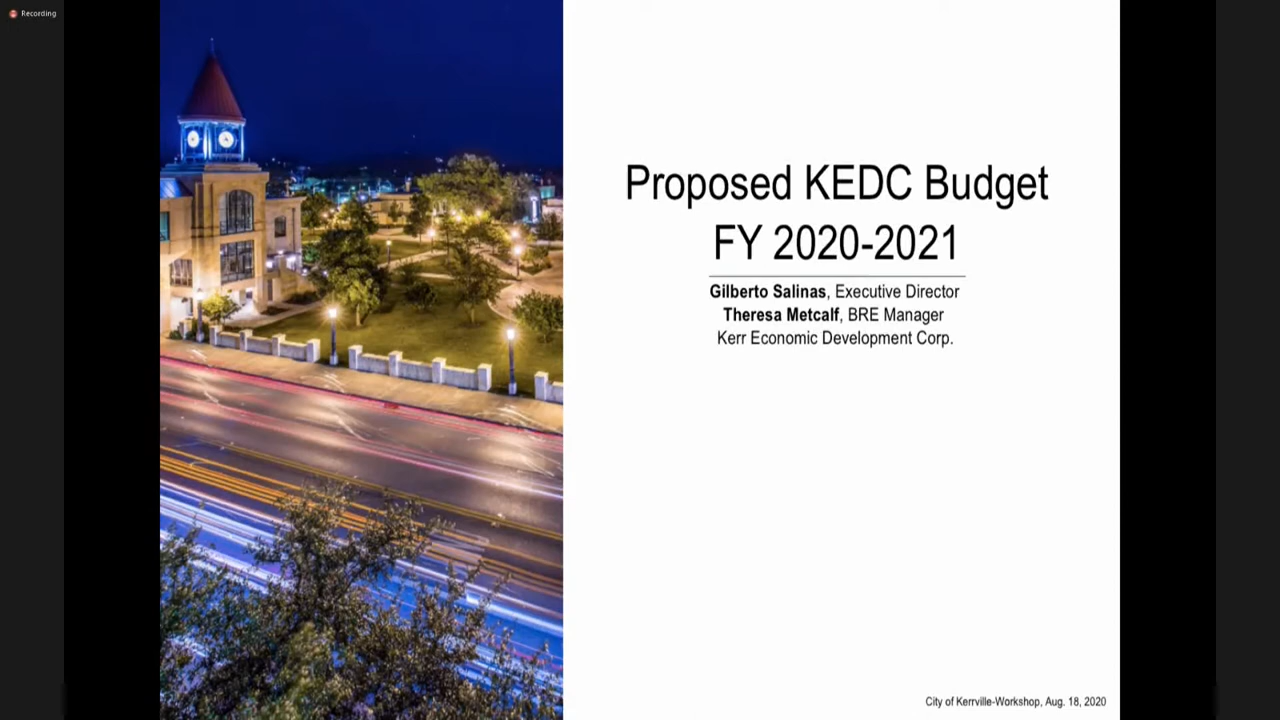 Recording
Proposed KEDC Budget
FY 2020-2021
Gilberto Salinas, Executive Director
Theresa Metcalf, BRE Manager
Kerr Economic Development Corp.
City of Kerrville-Workshop, Aug. 18, 2020